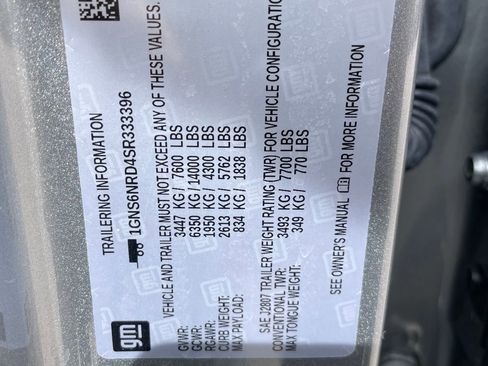 gm
TRAILERING INFORMATION
1GNS6NRD4SR333396
VEHICLE AND TRAILER MUST NOT EXCEED ANY OF THESE VALUES.
GVWR: 3447 KG / 7600 LBS
GCWR: 6350 KG / 14000 LBS
RGAWR: 1950 KG / 4300 LBS
CURB WEIGHT: 2613 KG / 5762 LBS
MAX PAYLOAD: 834 KG / 1838 LBS
SAE J2807 TRAILER WEIGHT RATING (TWR) FOR VEHICLE CONFIGURATION
CONVENTIONAL TWR: 3493 KG / 7700 LBS
MAX TONGUE WEIGHT: 349 KG / 770 LBS
SEE OWNER'S MANUAL FOR MORE INFORMATION